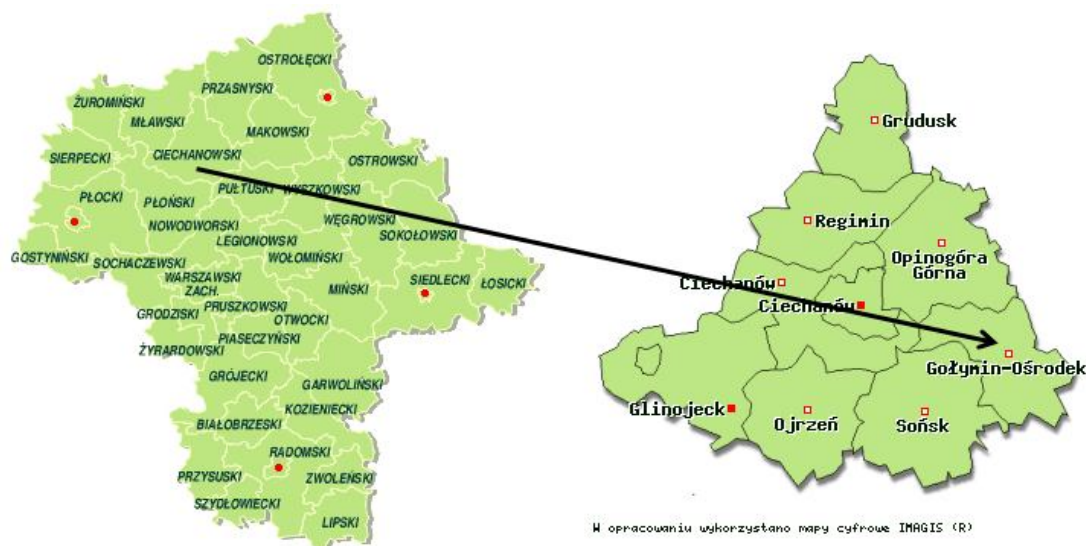 OSTROŁĘCKI
PRZASNYSKI
ŻUROMIŃSKI
MŁAWSKI
MAKOWSKI
CIECHANOWSKI
SIERPECKI
OSTROWSKI
PŁOCKI
PŁOŃSKI
PUŁTUSKI
WYSZKOWSKI
NOWODWORSKI
WĘGROWSKI
SOKOŁOWSKI
LEGIONOWSKI
GOSTYNIŃSKI
SOCHACZEWSKI
WOŁOMIŃSKI
WARSZAWSKI
ZACH.
MIŃSKI
SIEDLECKI
ŁOSICKI
PRUSZKOWSKI
GRODZISKI
OTWOCKI
PIASECZYŃSKI
ŻYRARDOWSKI
GRÓJECKI
GARWOLIŃSKI
KOZIENIECKI
BIAŁOBRZESKI
RADOMSKI
PRZYSUSKI
ZWOLEŃSKI
SZYDŁOWIECKI
LIPSKI
Grudusk
Regimin
Opinogóra
Górna
Ciechanów
Ciechanów
Gołymin-Ośrodek
Glinojeck
Ojrzeń
Sońsk
W opracowaniu wykorzystano mapy cyfrowe IMAGIS (R)